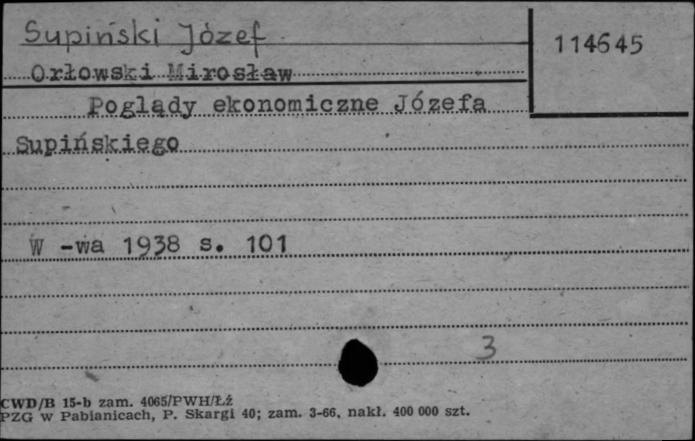 Supiński Józef
114645
Orłowski Mirosław
Poglądy ekonomiczne Józefa
Supińskiego
W -wa 1938 s. 101
3
CWD/B 15-b zam. 4065/PWH/Łź
PZG w Pabianicach, P. Skargi 40; zam. 3-66, nakł. 400 000 szt.